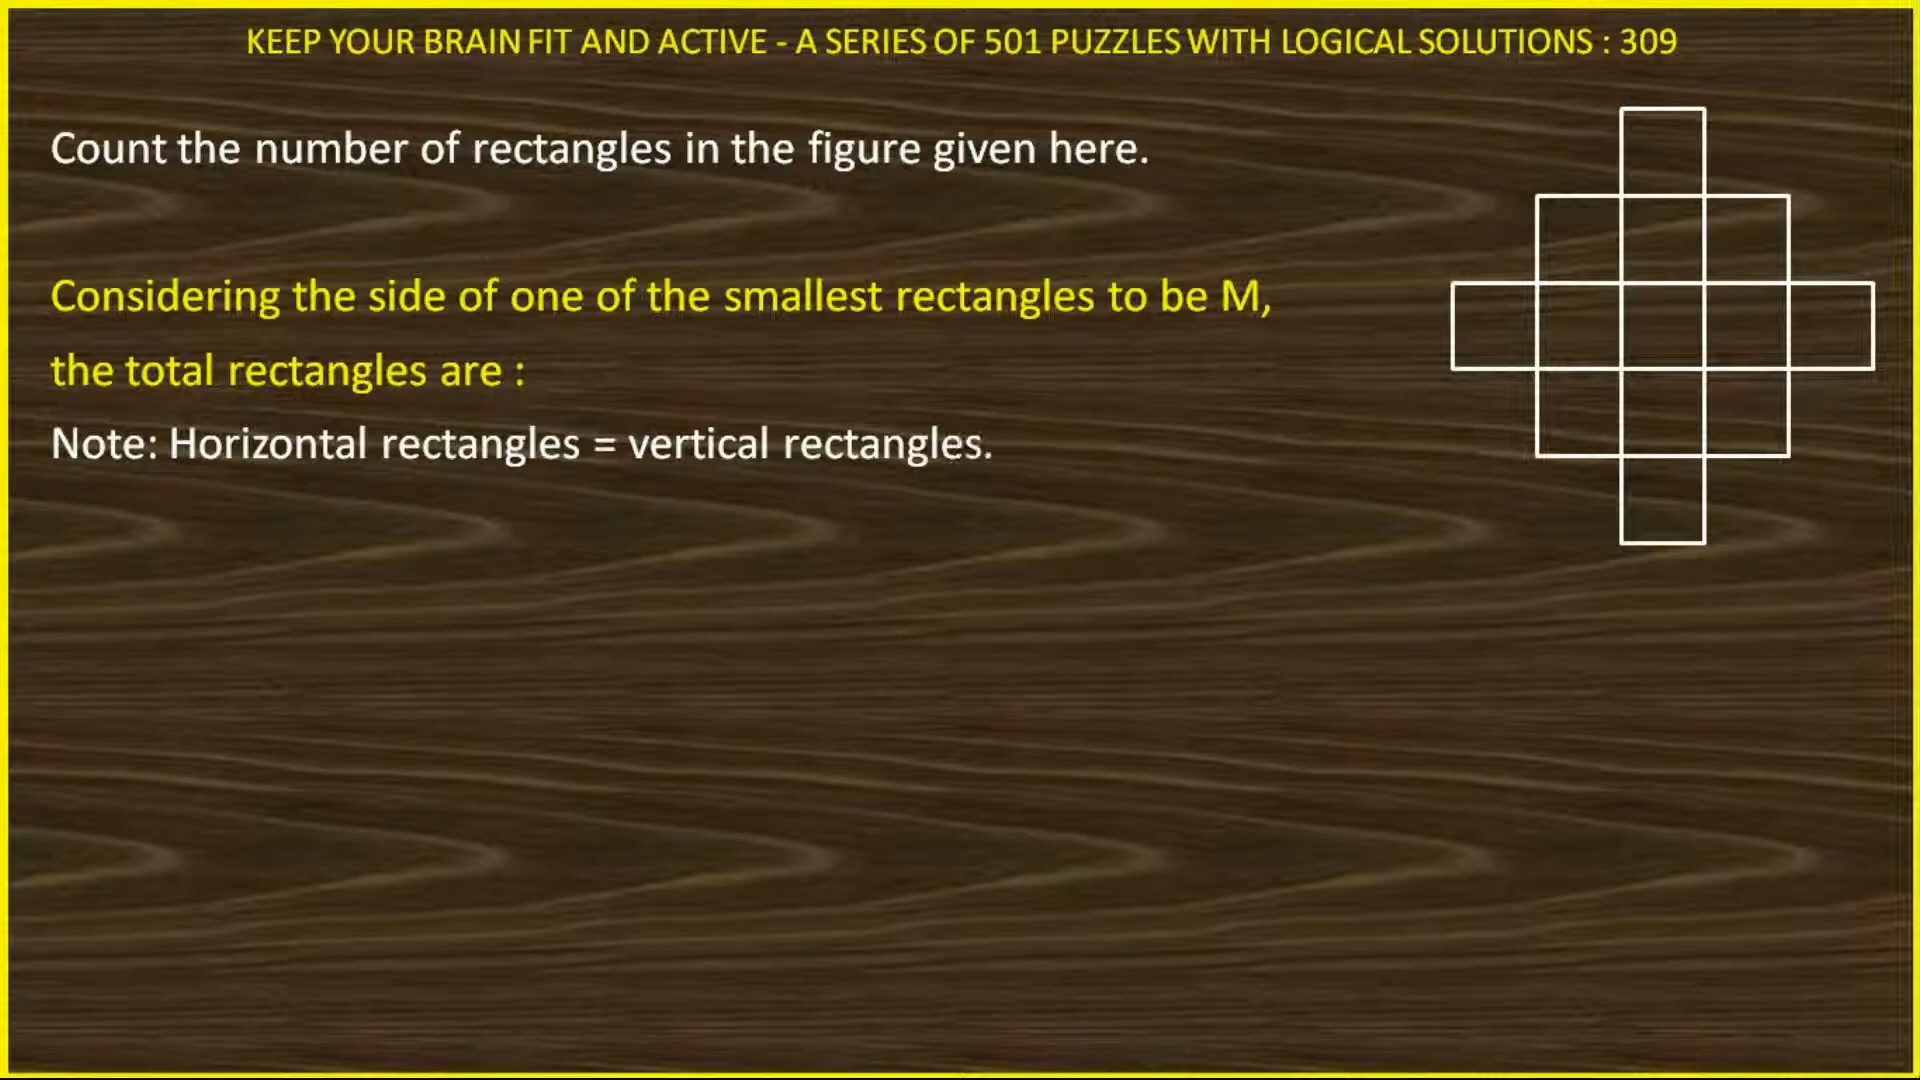 KEEP YOUR BRAIN FIT AND ACTIVE - A SERIES OF 501 PUZZLES WITH LOGICAL SOLUTIONS : 309
Count the number of rectangles in the figure given here.
Considering the side of one of the smallest rectangles to be M,
the total rectangles are :
Note: Horizontal rectangles = vertical rectangles.